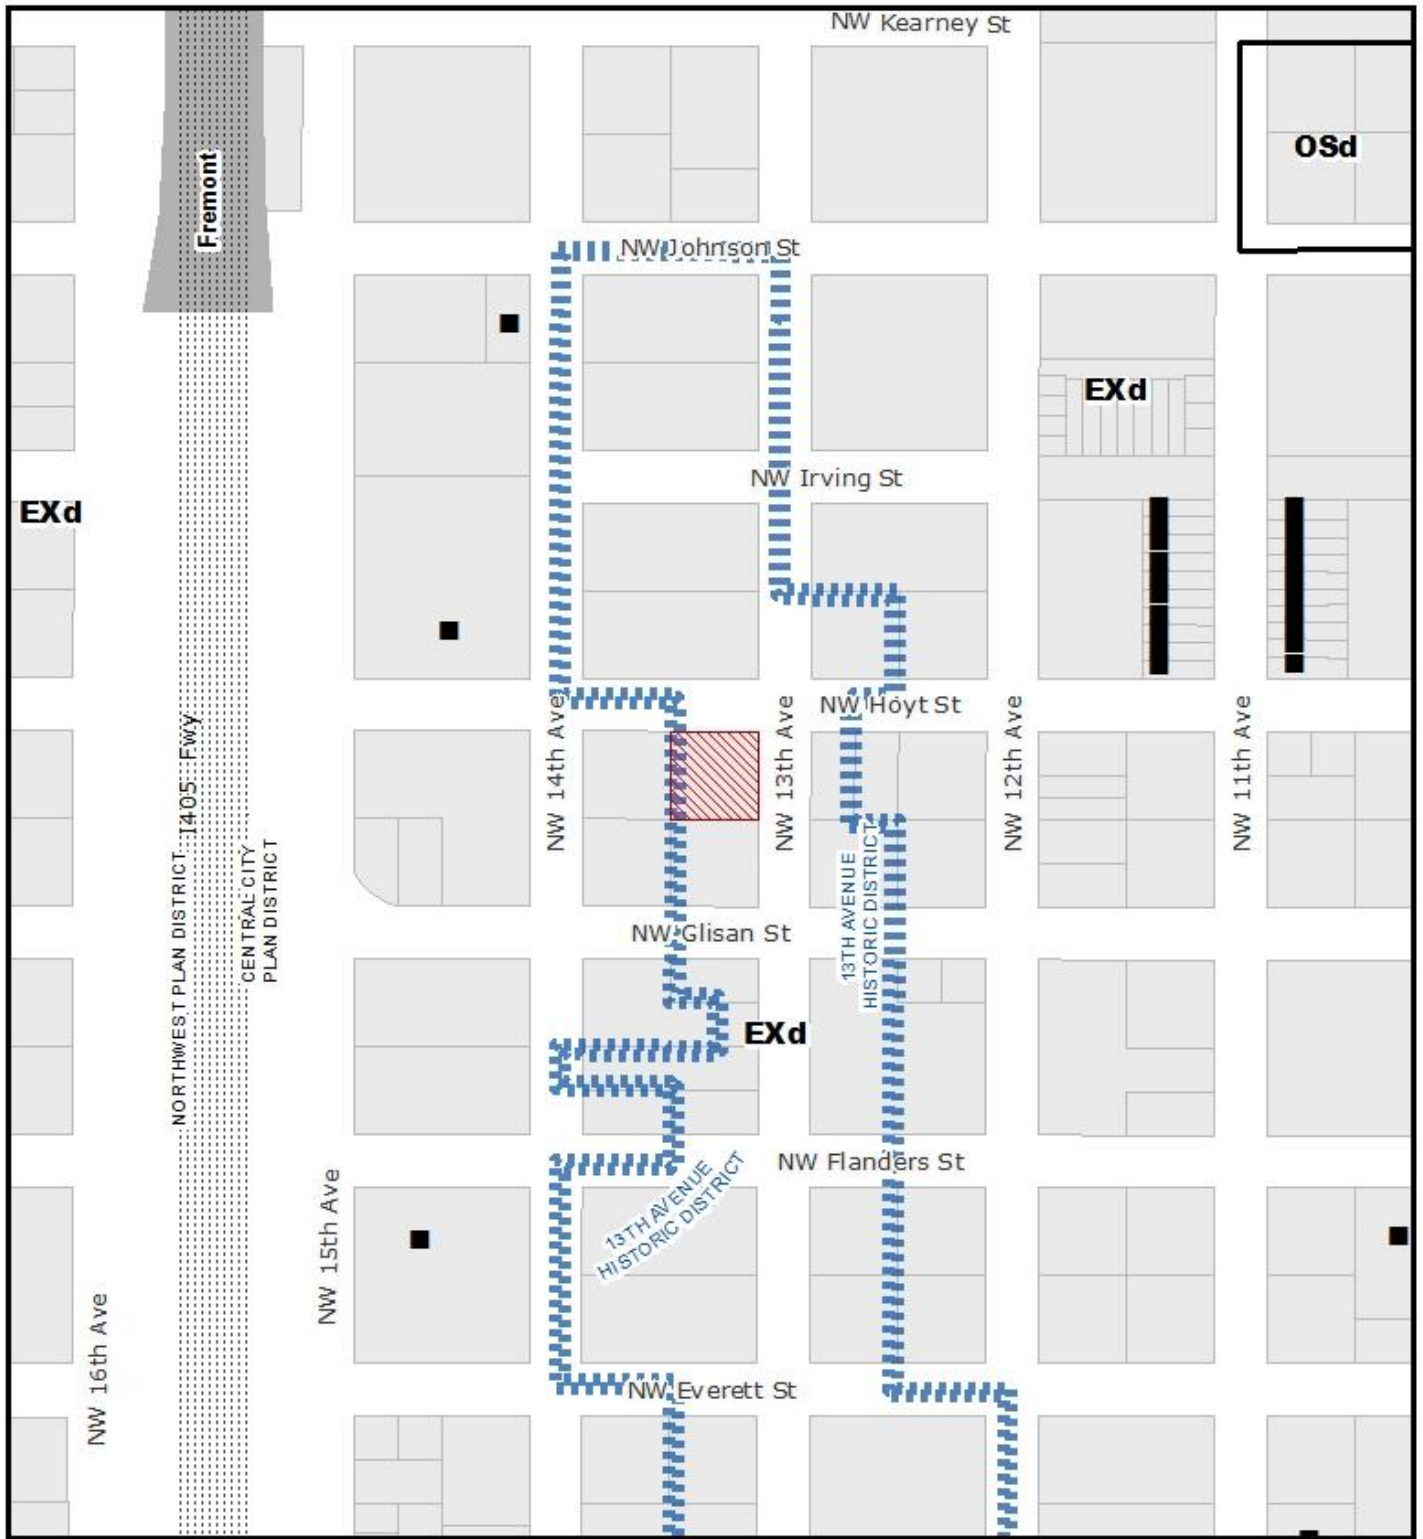 NW Kearney St
OSd
Fremont
NW Johnson St
EXd
NW Irving St
EXd
NW Hoyt St
NW 14th Ave
NW 13th Ave
NW 12th Ave
NW 11th Ave
I405 Fwy
NORTHWEST PLAN DISTRICT
CENTRAL CITY
PLAN DISTRICT
13TH AVENUE
HISTORIC DISTRICT
NW Glisan St
EXd
NW Flanders St
13TH AVENUE
HISTORIC DISTRICT
NW 15th Ave
NW 16th Ave
NW Everett St